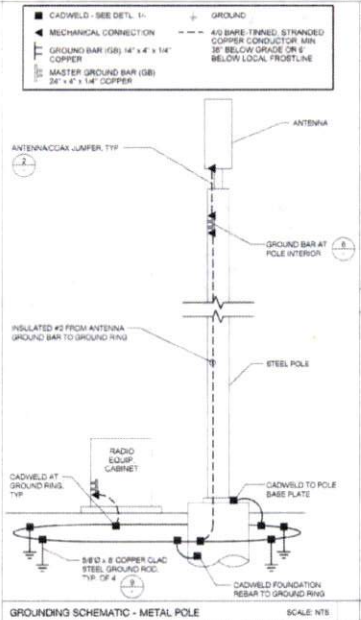 CADWELD - SEE DETL. 1/-
GROUND
MECHANICAL CONNECTION
4/0 BARE-TINNED, STRANDED
COPPER CONDUCTOR, MIN
36" BELOW GRADE OR 6"
BELOW LOCAL FROSTLINE
GROUND BAR (GB) 14" x 4" x 1/4"
COPPER
MASTER GROUND BAR (GB)
24" x 4" x 1/4" COPPER
ANTENNA
ANTENNA/COAX JUMPER, TYP
2
GROUND BAR AT
POLE INTERIOR
INSULATED #2 FROM ANTENNA
GROUND BAR TO GROUND RING
STEEL POLE
RADIO
EQUIP.
CABINET
CADWELD AT
GROUND RING,
TYP
CADWELD TO POLE
BASE PLATE
5/8"Ø x 8' COPPER CLAD
STEEL GROUND ROD,
TYP. OF 4
CADWELD FOUNDATION
REBAR TO GROUND RING
GROUNDING SCHEMATIC - METAL POLE
SCALE: NTS